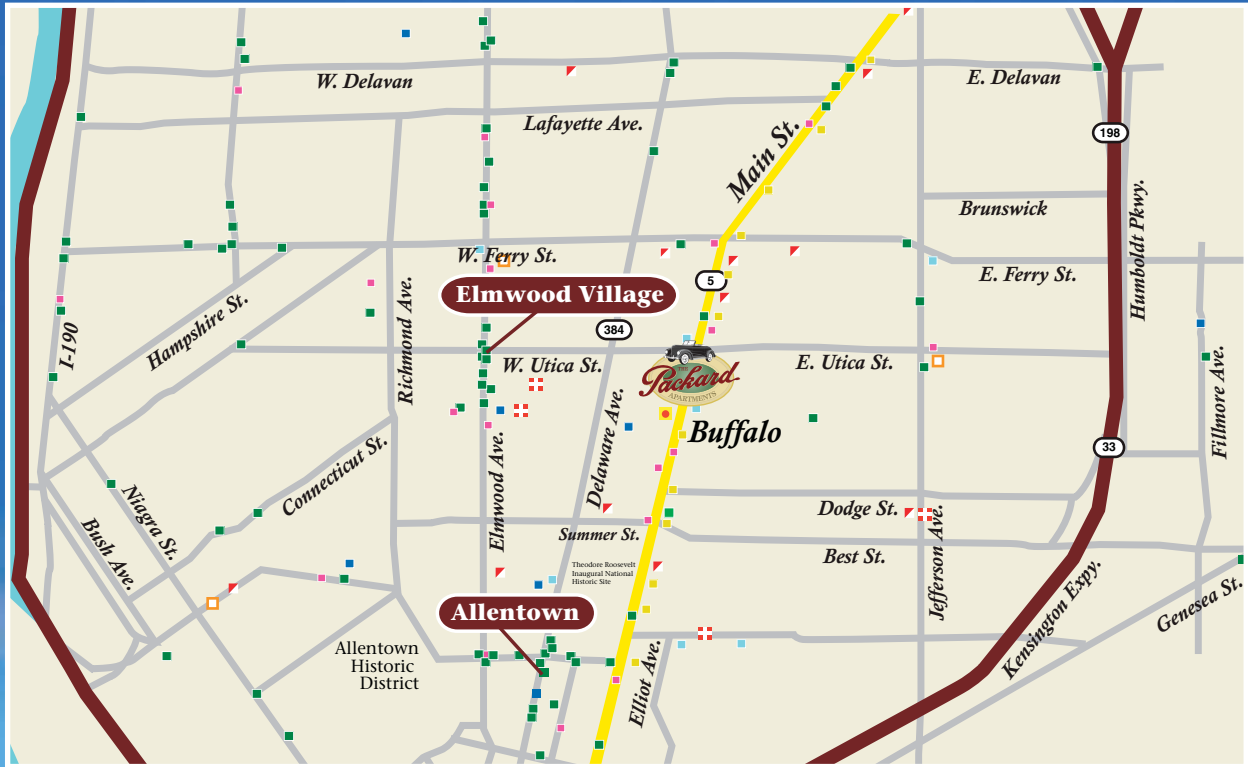 W. Delavan
E. Delavan
Lafayette Ave.
Main St.
198
Brunswick
Humboldt Pkwy.
W. Ferry St.
E. Ferry St.
5
Elmwood Village
384
Hampshire St.
I-190
Richmond Ave.
W. Utica St.
E. Utica St.
THE
Packard
APARTMENTS
Buffalo
Delaware Ave.
Fillmore Ave.
33
Elmwood Ave.
Connecticut St.
Niagra St.
Bush Ave.
Dodge St.
Summer St.
Best St.
Jefferson Ave.
Theodore Roosevelt
Inaugural National
Historic Site
Allentown
Kensington Expy.
Genesea St.
Allentown
Historic
District
Elliot Ave.